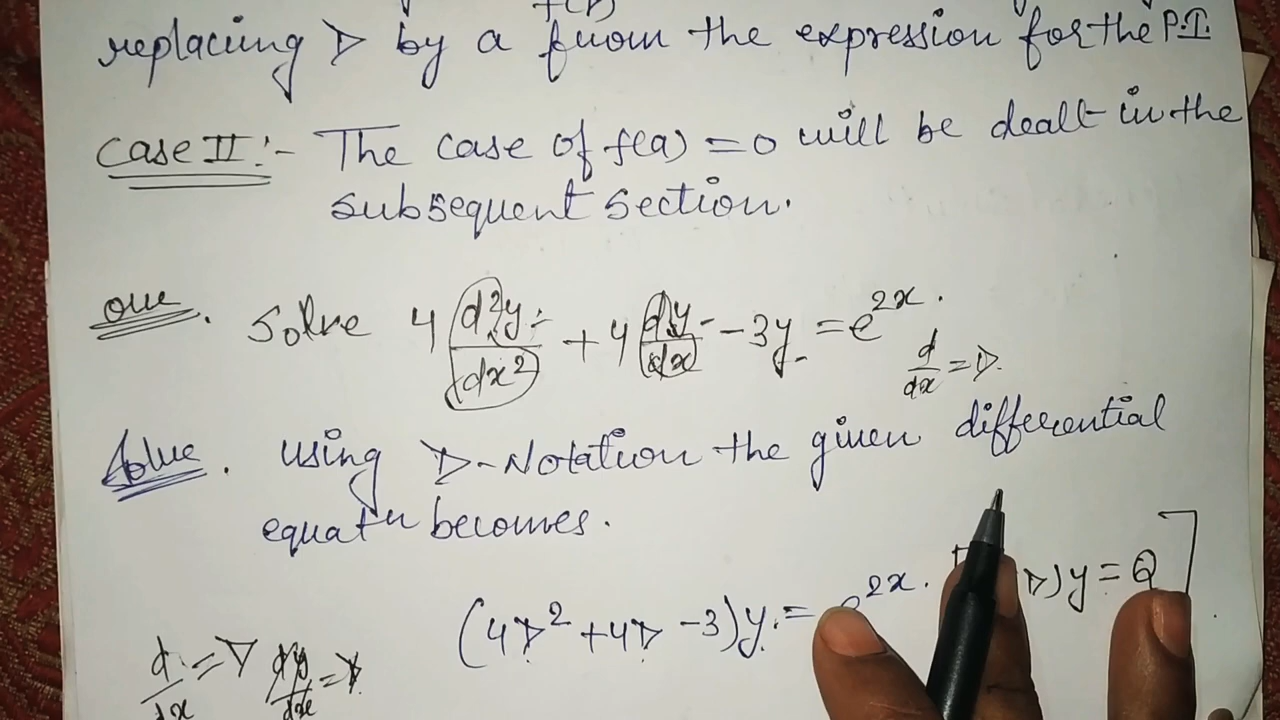 f(D)
replacing D by a from the expression for the P.I.
Case II :- The case of f(a) = 0 will be dealt in the
subsequent section.
Que. Solve 4 d²y/dx² + 4 dy/dx - 3y = e^2x.
d/dx = D.
Solve. using D-Notation the given differential
equatn becomes.
(4D² + 4D - 3)y = e^2x. D)y = Q]
d/dx = D